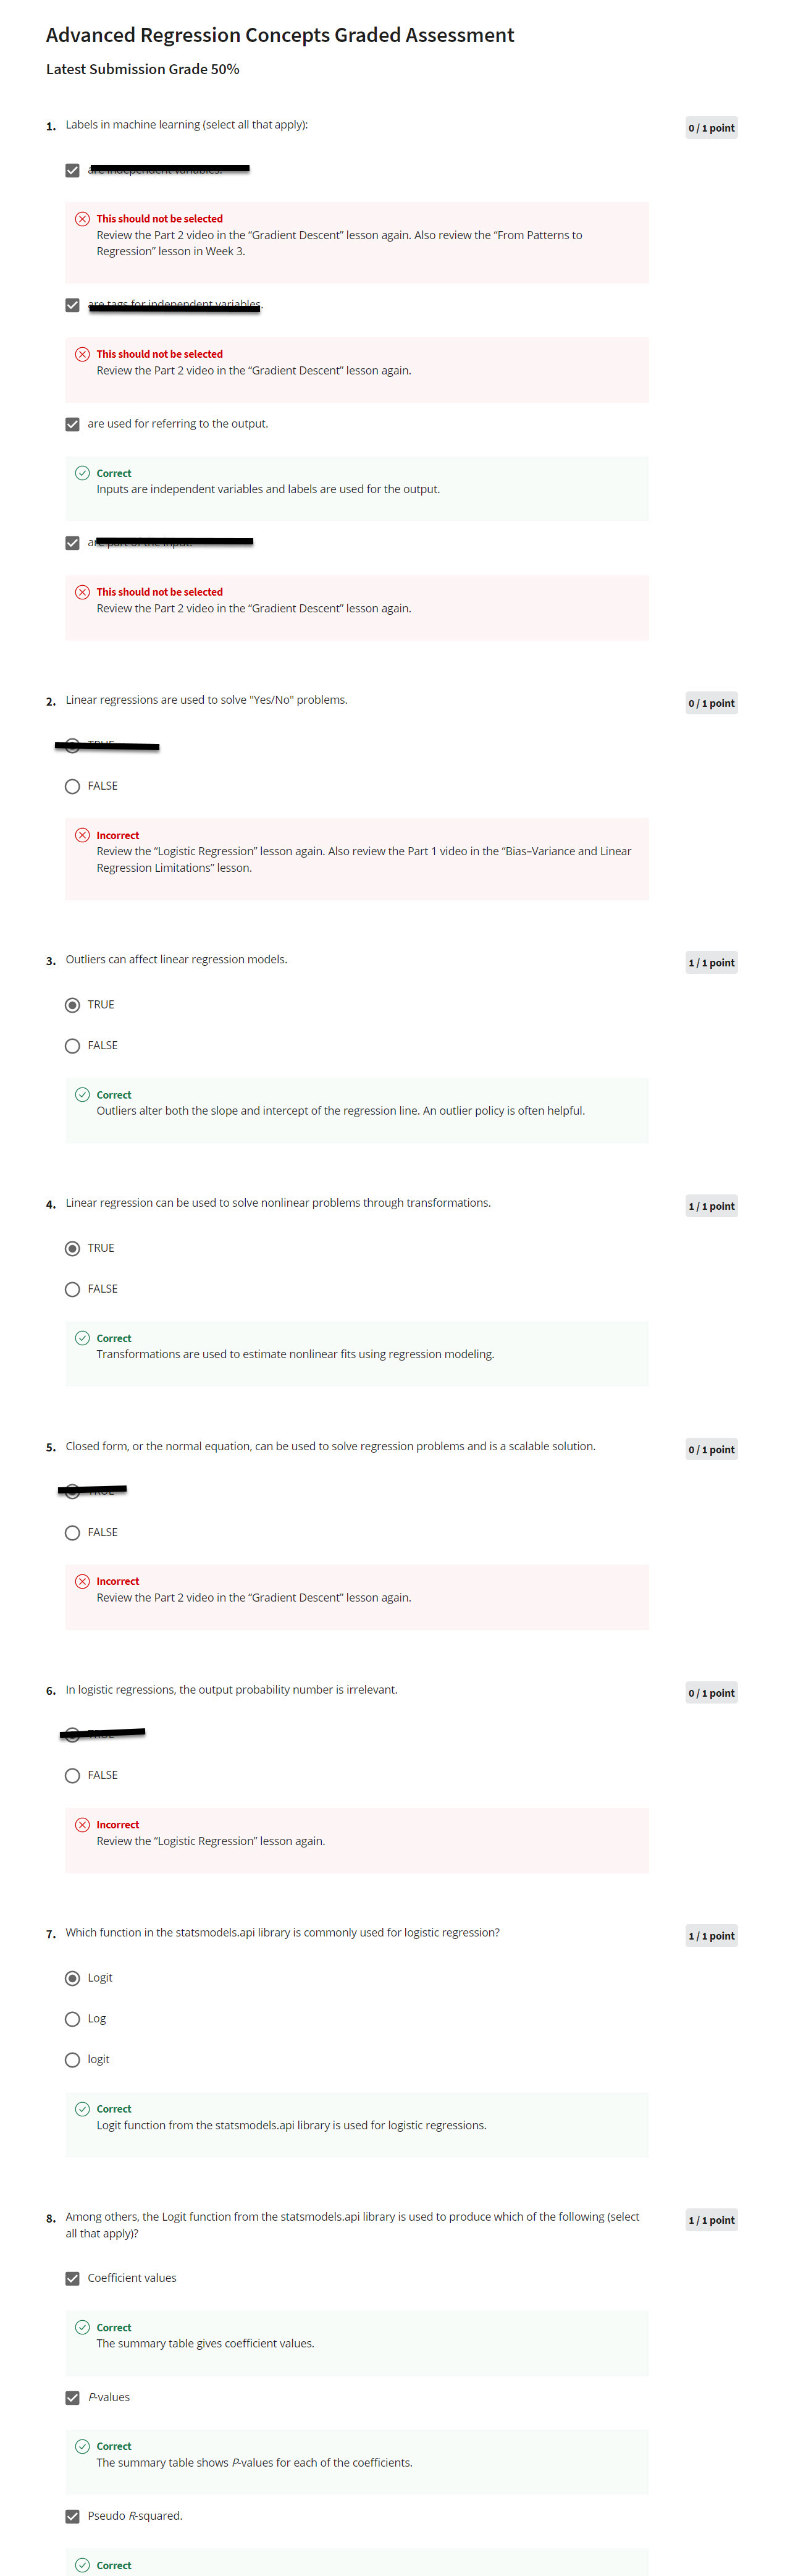 Advanced Regression Concepts Graded Assessment
Latest Submission Grade 50%
1. Labels in machine learning (select all that apply):
0 / 1 point
This should not be selected
Review the Part 2 video in the “Gradient Descent” lesson again. Also review the “From Patterns to
Regression” lesson in Week 3.
are tags for independent variables.
This should not be selected
Review the Part 2 video in the “Gradient Descent” lesson again.
are used for referring to the output.
Correct
Inputs are independent variables and labels are used for the output.
This should not be selected
Review the Part 2 video in the “Gradient Descent” lesson again.
2. Linear regressions are used to solve "Yes/No" problems.
0 / 1 point
FALSE
Incorrect
Review the “Logistic Regression” lesson again. Also review the Part 1 video in the “Bias–Variance and Linear
Regression Limitations” lesson.
3. Outliers can affect linear regression models.
1 / 1 point
TRUE
FALSE
Correct
Outliers alter both the slope and intercept of the regression line. An outlier policy is often helpful.
4. Linear regression can be used to solve nonlinear problems through transformations.
1 / 1 point
TRUE
FALSE
Correct
Transformations are used to estimate nonlinear fits using regression modeling.
5. Closed form, or the normal equation, can be used to solve regression problems and is a scalable solution.
0 / 1 point
FALSE
Incorrect
Review the Part 2 video in the “Gradient Descent” lesson again.
6. In logistic regressions, the output probability number is irrelevant.
0 / 1 point
FALSE
Incorrect
Review the “Logistic Regression” lesson again.
7. Which function in the statsmodels.api library is commonly used for logistic regression?
1 / 1 point
Logit
Log
logit
Correct
Logit function from the statsmodels.api library is used for logistic regressions.
8. Among others, the Logit function from the statsmodels.api library is used to produce which of the following (select
all that apply)?
1 / 1 point
Coefficient values
Correct
The summary table gives coefficient values.
P-values
Correct
The summary table shows P-values for each of the coefficients.
Pseudo R-squared.
Correct